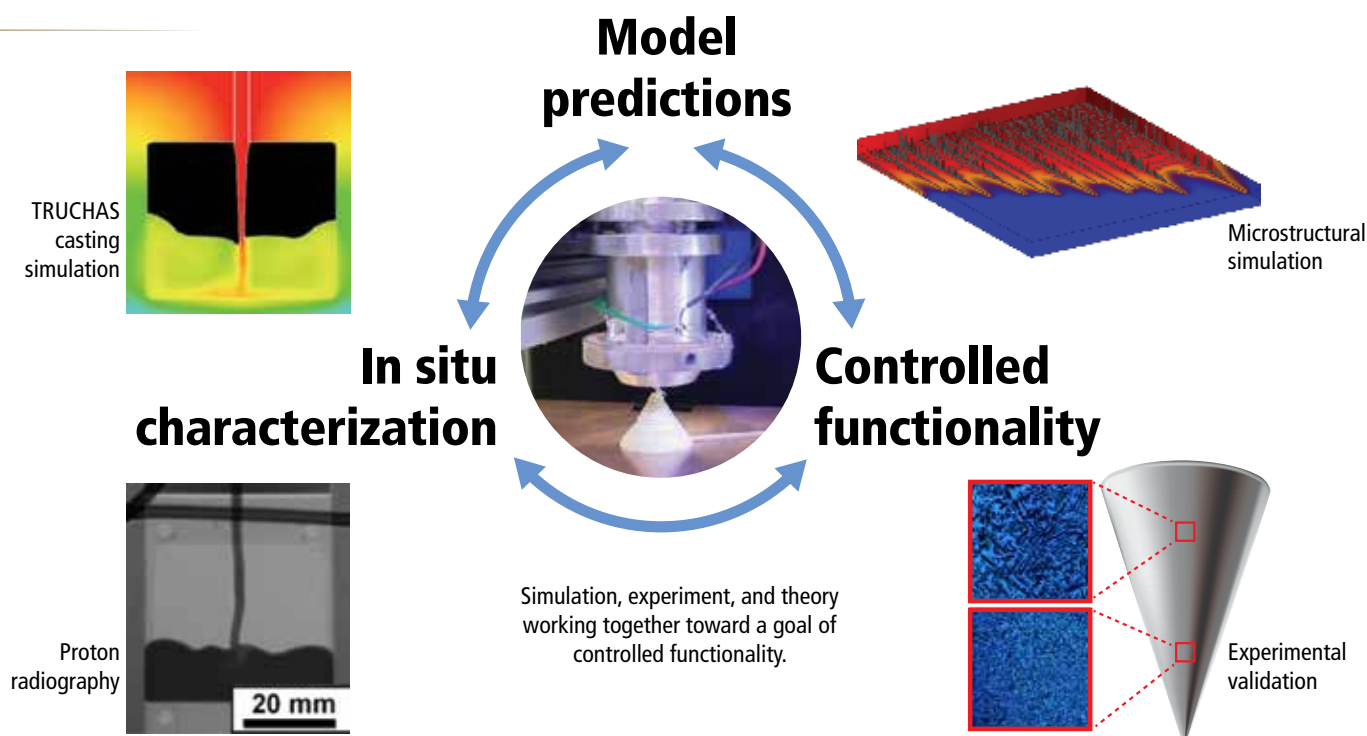 Model
predictions
TRUCHAS
casting
simulation
Microstructural
simulation
In situ
characterization
Controlled
functionality
Simulation, experiment, and theory
working together toward a goal of
controlled functionality.
Proton
radiography
20 mm
Experimental
validation